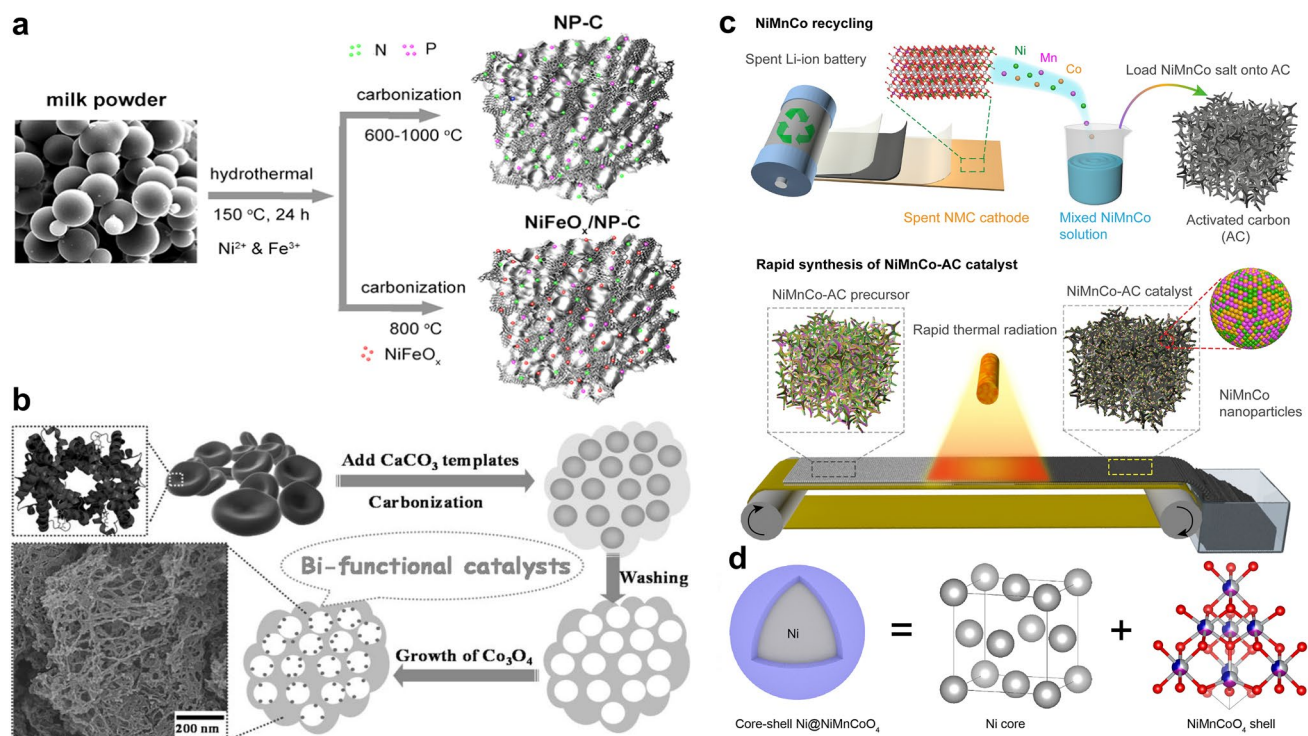 a
milk powder
hydrothermal
150 °C, 24 h
Ni²⁺ & Fe³⁺
N P
carbonization
600-1000 °C
NP-C
NiFeOₓ/NP-C
carbonization
800 °C
NiFeOₓ
b
Add CaCO₃ templates
Carbonization
Bi-functional catalysts
Washing
Growth of Co₃O₄
200 nm
c
NiMnCo recycling
Spent Li-ion battery
Ni
Mn
Co
Load NiMnCo salt onto AC
Spent NMC cathode
Mixed NiMnCo
solution
Activated carbon
(AC)
Rapid synthesis of NiMnCo-AC catalyst
NiMnCo-AC precursor
Rapid thermal radiation
NiMnCo-AC catalyst
NiMnCo
nanoparticles
d
Ni
=
+
Core-shell Ni@NiMnCoO₄
Ni core
NiMnCoO₄ shell